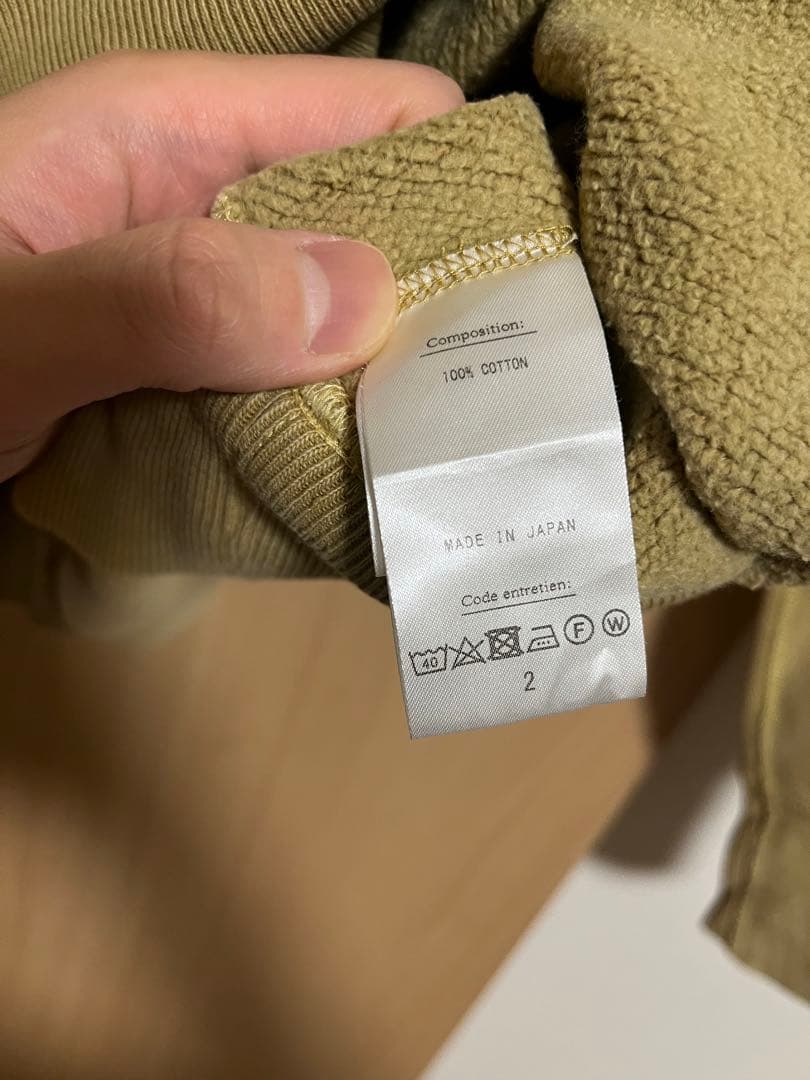 Composition:
100% COTTON
MADE IN JAPAN
Code entretien:
40 F W
2